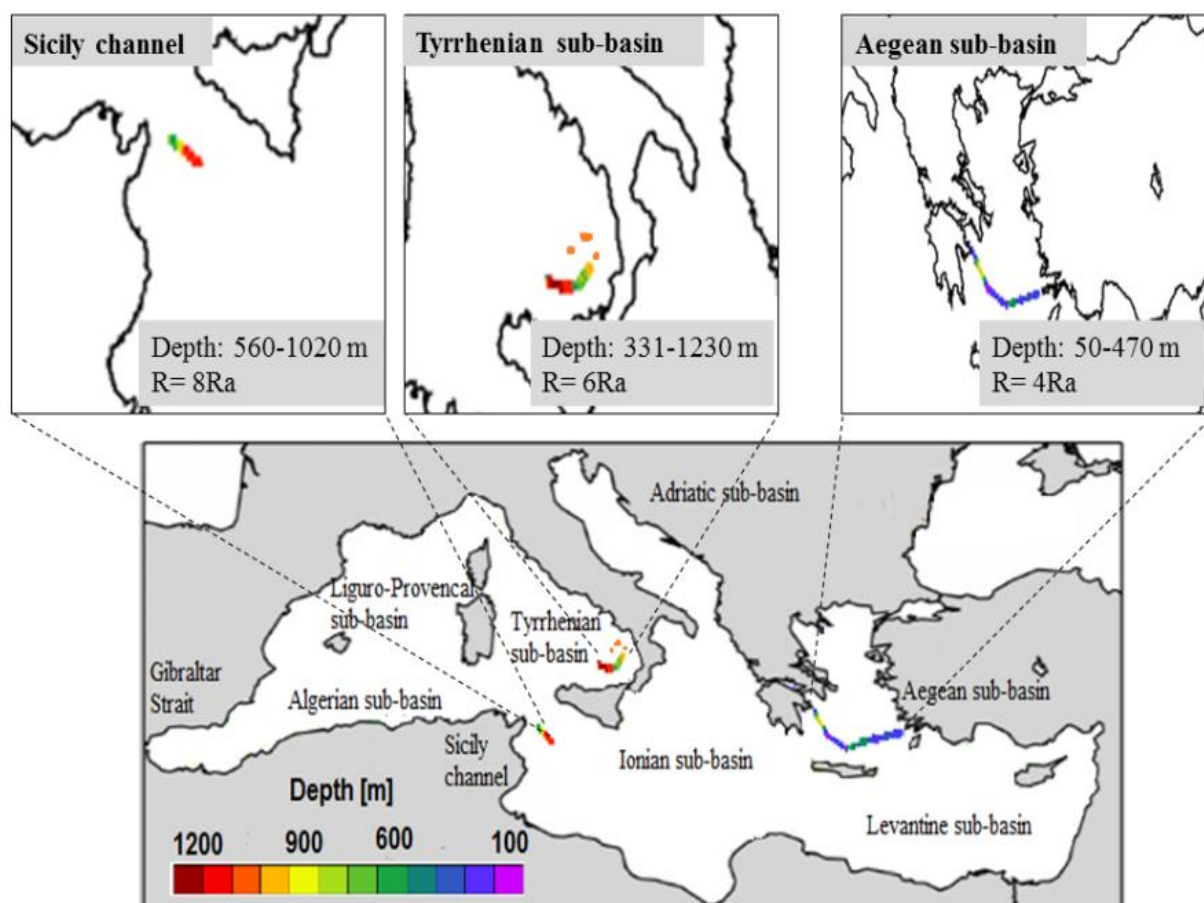 Sicily channel
Depth: 560-1020 m
R= 8Ra
Tyrrhenian sub-basin
Depth: 331-1230 m
R= 6Ra
Aegean sub-basin
Depth: 50-470 m
R= 4Ra
Adriatic sub-basin
Liguro-Provencal
sub-basin
Tyrrhenian
sub-basin
Gibraltar
Strait
Algerian sub-basin
Aegean sub-basin
Sicily
channel
Ionian sub-basin
Levantine sub-basin
Depth [m]
1200 900 600 100